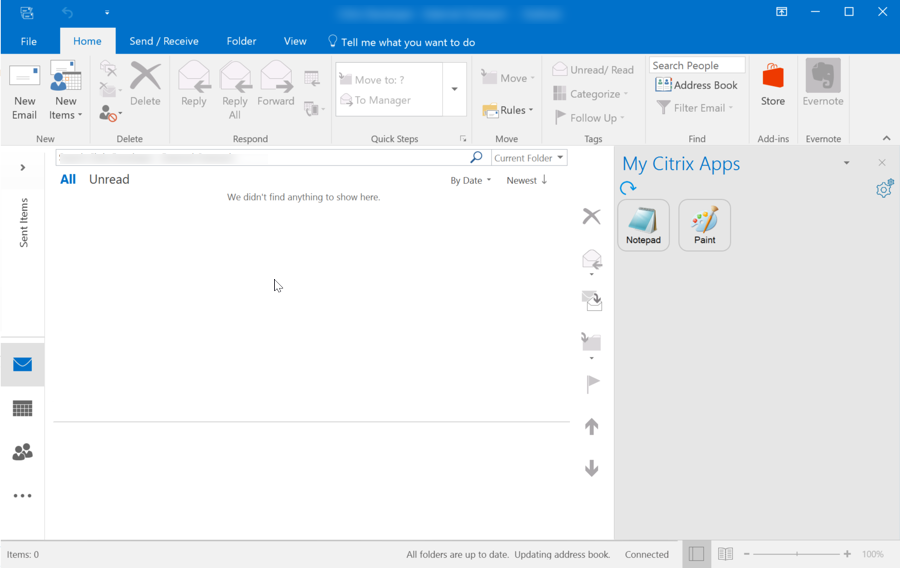 File Home Send / Receive Folder View Tell me what you want to do
New Email
New Items
Delete
Reply
Reply All
Forward
Move to: ?
To Manager
Move
Rules
Unread/ Read
Categorize
Follow Up
Search People
Address Book
Filter Email
Store
Evernote
New Delete Respond Quick Steps Move Tags Find Add-ins Evernote
Current Folder
All Unread By Date Newest
We didn't find anything to show here.
Sent Items
My Citrix Apps
Notepad Paint
Items: 0 All folders are up to date. Updating address book. Connected 100%